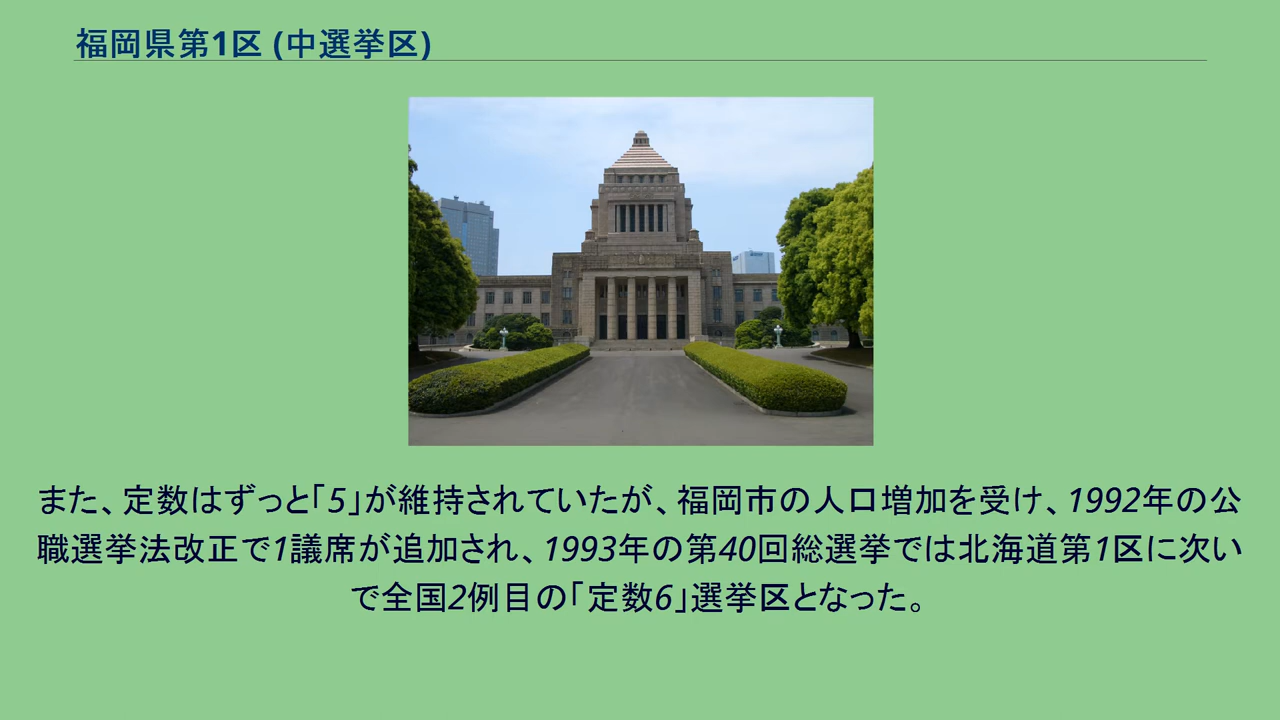 福岡県第1区 (中選挙区)
また、定数はずっと「5」が維持されていたが、福岡市の人口増加を受け、1992年の公
職選挙法改正で1議席が追加され、1993年の第40回総選挙では北海道第1区に次い
で全国2例目の「定数6」選挙区となった。